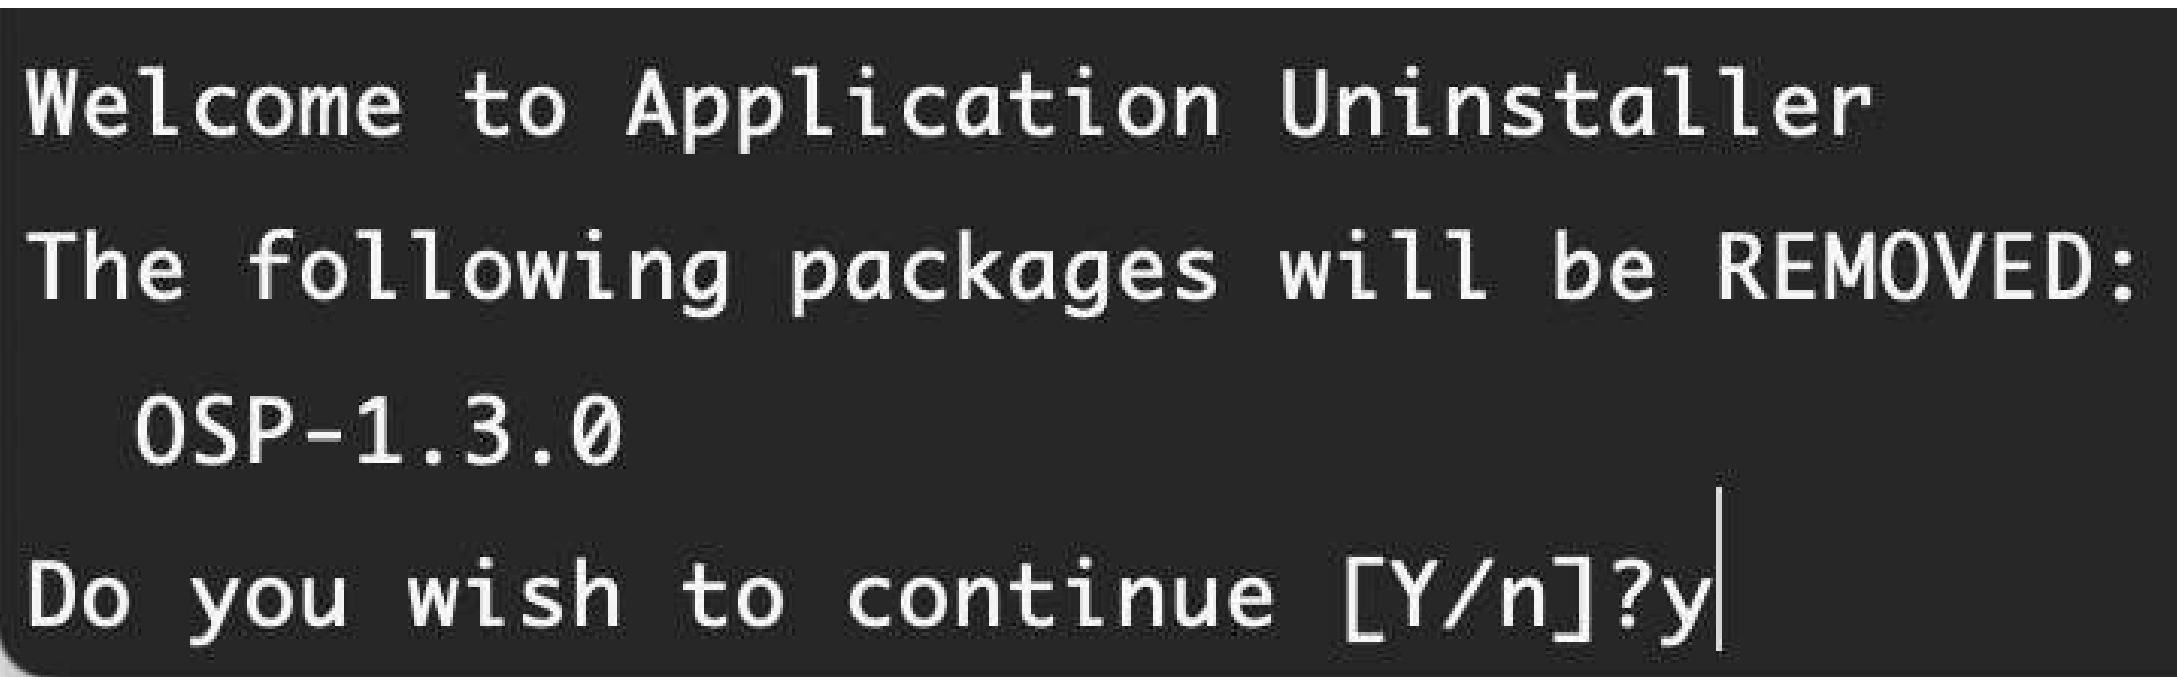 Welcome to Application Uninstaller
The following packages will be REMOVED:
OSP-1.3.0
Do you wish to continue [Y/n]?y